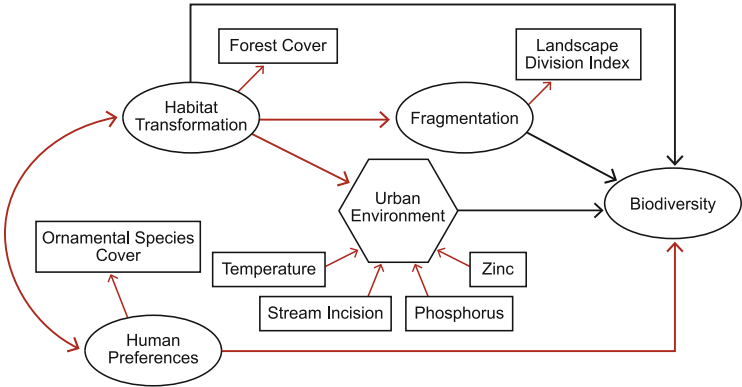 Forest Cover
Landscape
Division Index
Habitat
Transformation
Fragmentation
Urban
Environment
Biodiversity
Ornamental Species
Cover
Temperature
Zinc
Stream Incision
Phosphorus
Human
Preferences